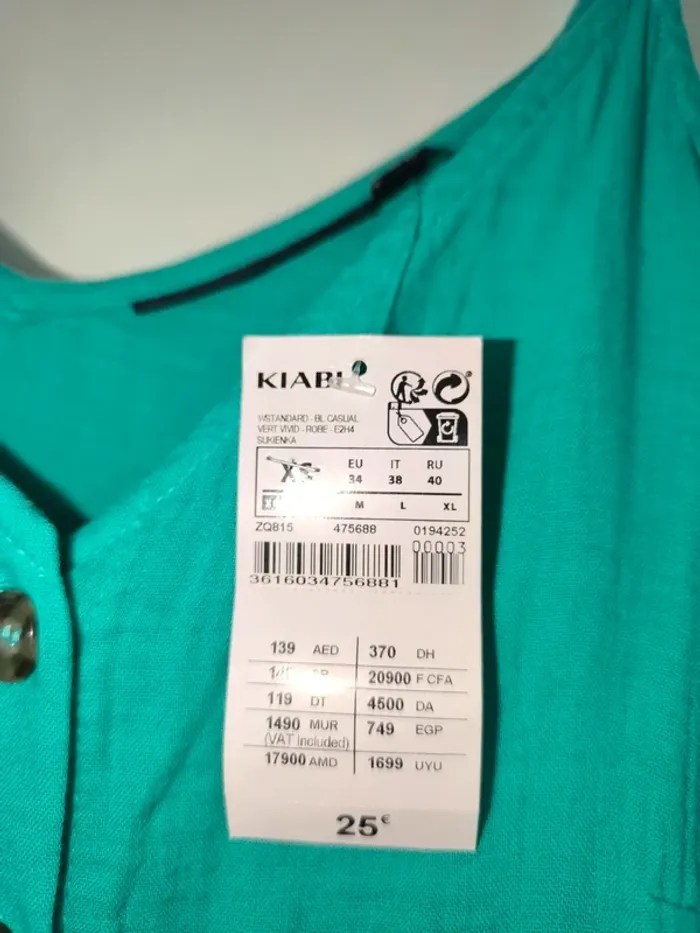 KIABI
WSTANDARD - BL CASUAL
VERT VIVID - ROBE - E2H4
SUKIENKA
XS EU IT RU
34 38 40
M L XL
ZQ815 475688 0194252
00003
3616034756881
139 AED 370 DH
20900 F CFA
119 DT 4500 DA
1490 MUR 749 EGP
(VAT included)
17900 AMD 1699 UYU
25€